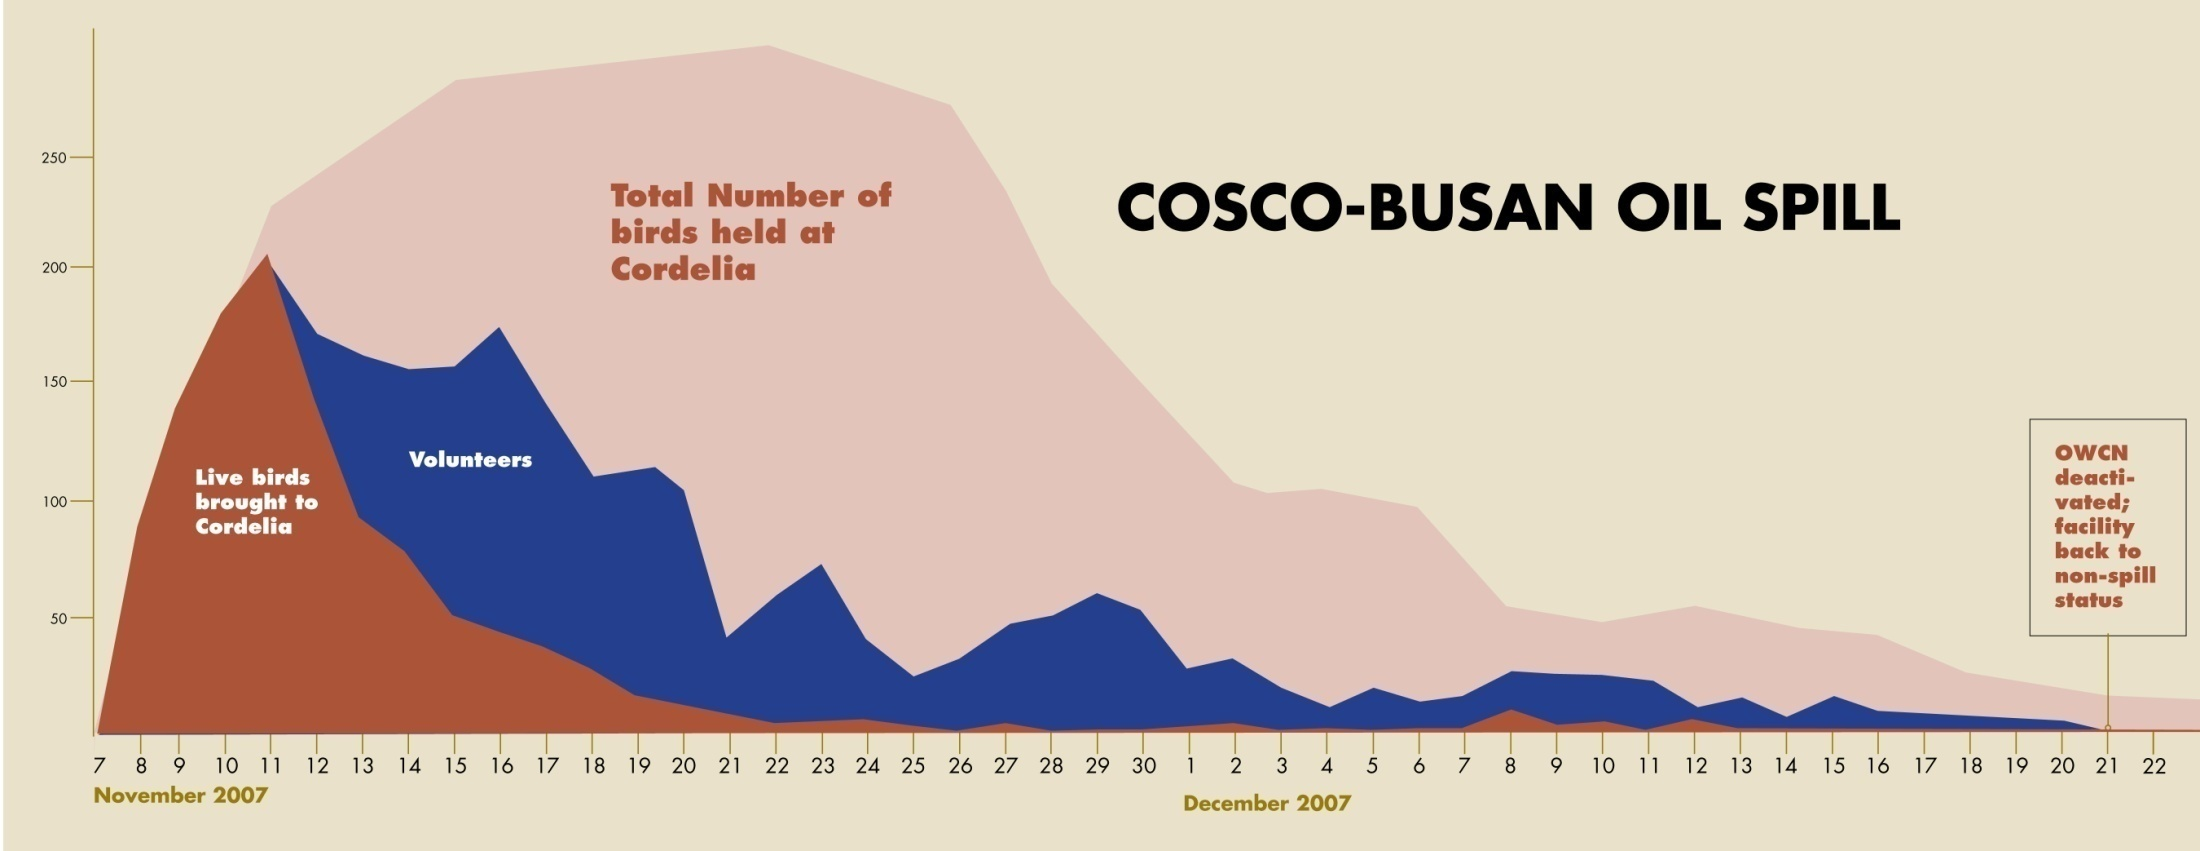 COSCO-BUSAN OIL SPILL
250
200
150
100
50
Total Number of
birds held at
Cordelia
Volunteers
Live birds
brought to
Cordelia
OWCN
deacti-
vated;
facility
back to
non-spill
status
7 8 9 10 11 12 13 14 15 16 17 18 19 20 21 22 23 24 25 26 27 28 29 30 1 2 3 4 5 6 7 8 9 10 11 12 13 14 15 16 17 18 19 20 21 22
November 2007
December 2007